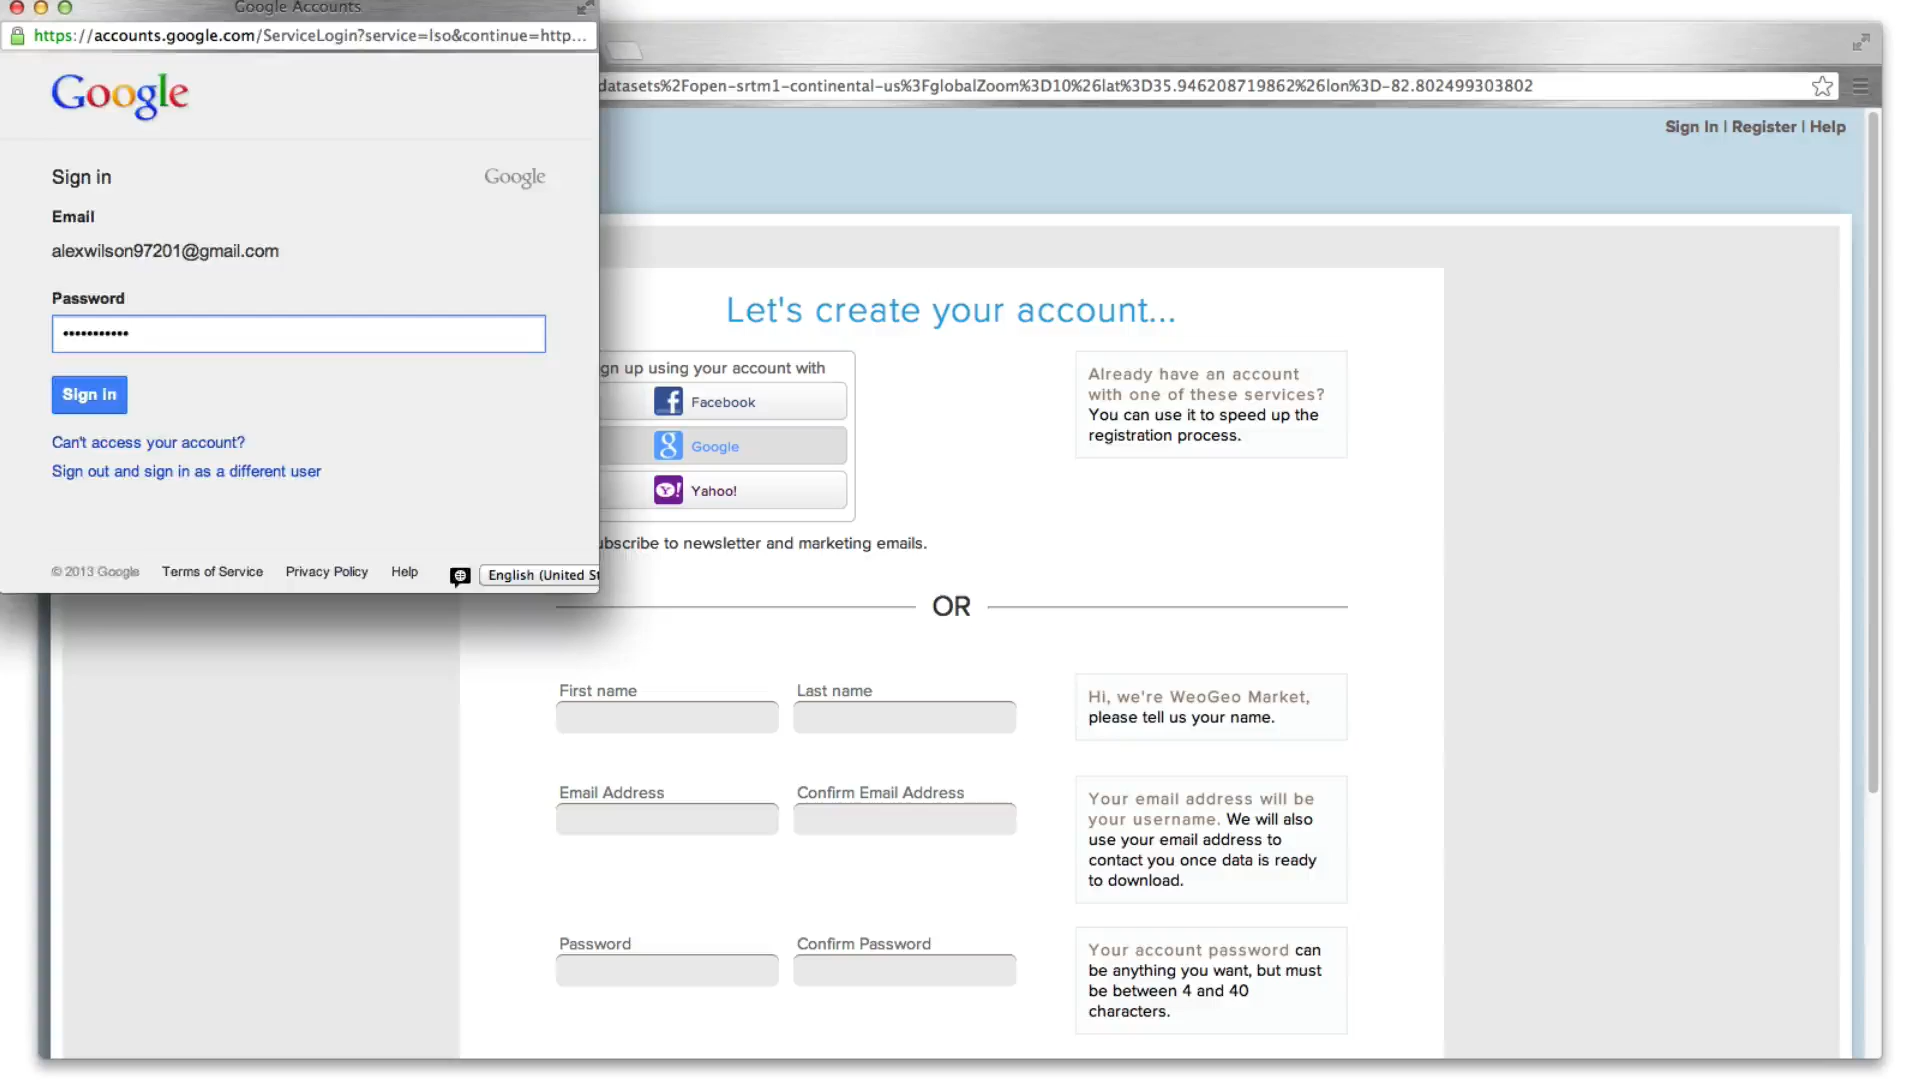 Google Accounts
https://accounts.google.com/ServiceLogin?service=lso&continue=http...
Google
Sign in
Google
Email
alexwilson97201@gmail.com
Password
•••••••••••
Sign in
Can't access your account?
Sign out and sign in as a different user
© 2013 Google Terms of Service Privacy Policy Help English (United St
datasets%2Fopen-srtm1-continental-us%3FglobalZoom%3D10%26lat%3D35.946208719862%26lon%3D-82.802499303802
Sign In | Register | Help
Let's create your account...
gn up using your account with
Facebook
Google
Yahoo!
Already have an account
with one of these services?
You can use it to speed up the
registration process.
ubscribe to newsletter and marketing emails.
OR
First name Last name
Hi, we're WeoGeo Market,
please tell us your name.
Email Address Confirm Email Address
Your email address will be
your username. We will also
use your email address to
contact you once data is ready
to download.
Password Confirm Password
Your account password can
be anything you want, but must
be between 4 and 40
characters.